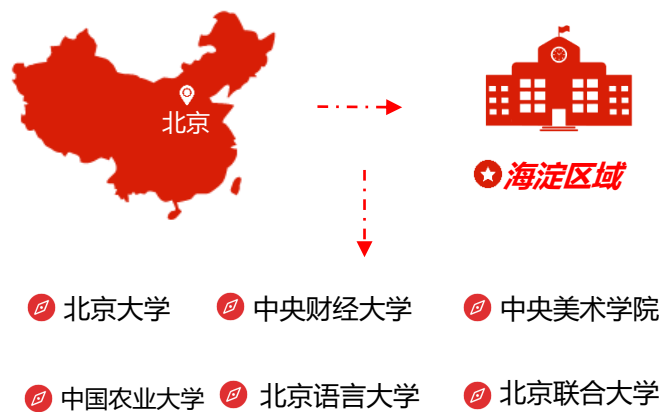 北京
海淀区域
北京大学
中央财经大学
中央美术学院
中国农业大学
北京语言大学
北京联合大学